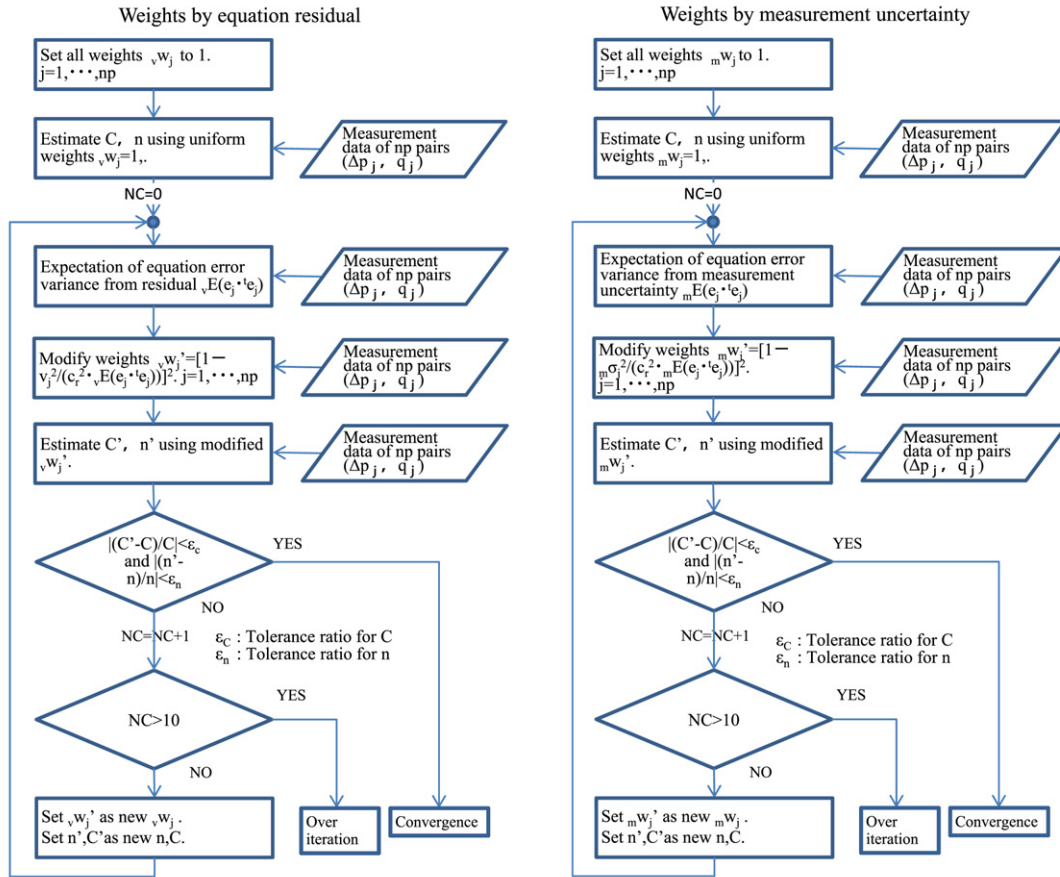 Weights by equation residual
Set all weights ᵥwⱼ to 1.
j=1,・・・,np
Estimate C, n using uniform
weights ᵥwⱼ=1,.
Measurement
data of np pairs
(Δpⱼ, qⱼ)
NC=0
Expectation of equation error
variance from residual ᵥE(eⱼ・ᵗeⱼ)
Measurement
data of np pairs
(Δpⱼ, qⱼ)
Modify weights ᵥwⱼ’=[1−
vⱼ²/(cᵣ²・ᵥE(eⱼ・ᵗeⱼ))]². j=1,・・・,np
Measurement
data of np pairs
(Δpⱼ, qⱼ)
Estimate C’, n’ using modified
ᵥwⱼ’.
Measurement
data of np pairs
(Δpⱼ, qⱼ)
|(C’-C)/C|<ε_c
and |(n’-
n)/n|<εₙ
YES
NO
NC=NC+1
ε_C : Tolerance ratio for C
εₙ : Tolerance ratio for n
NC>10
YES
NO
Set ᵥwⱼ’ as new ᵥwⱼ .
Set n’,C’as new n,C.
Over
iteration
Convergence
Weights by measurement uncertainty
Set all weights ₘwⱼ to 1.
j=1,・・・,np
Estimate C, n using uniform
weights ₘwⱼ=1,.
Measurement
data of np pairs
(Δpⱼ, qⱼ)
NC=0
Expectation of equation error
variance from measurement
uncertainty ₘE(eⱼ・ᵗeⱼ)
Measurement
data of np pairs
(Δpⱼ, qⱼ)
Modify weights ₘwⱼ’=[1−
ₘσⱼ²/(cᵣ²・ₘE(eⱼ・ᵗeⱼ))]².
j=1,・・・,np
Measurement
data of np pairs
(Δpⱼ, qⱼ)
Estimate C’, n’ using modified
ₘwⱼ’.
Measurement
data of np pairs
(Δpⱼ, qⱼ)
|(C’-C)/C|<ε_c
and |(n’-
n)/n|<εₙ
YES
NO
NC=NC+1
ε_C : Tolerance ratio for C
εₙ : Tolerance ratio for n
NC>10
YES
NO
Set ₘwⱼ’ as new ₘwⱼ .
Set n’,C’as new n,C.
Over
iteration
Convergence